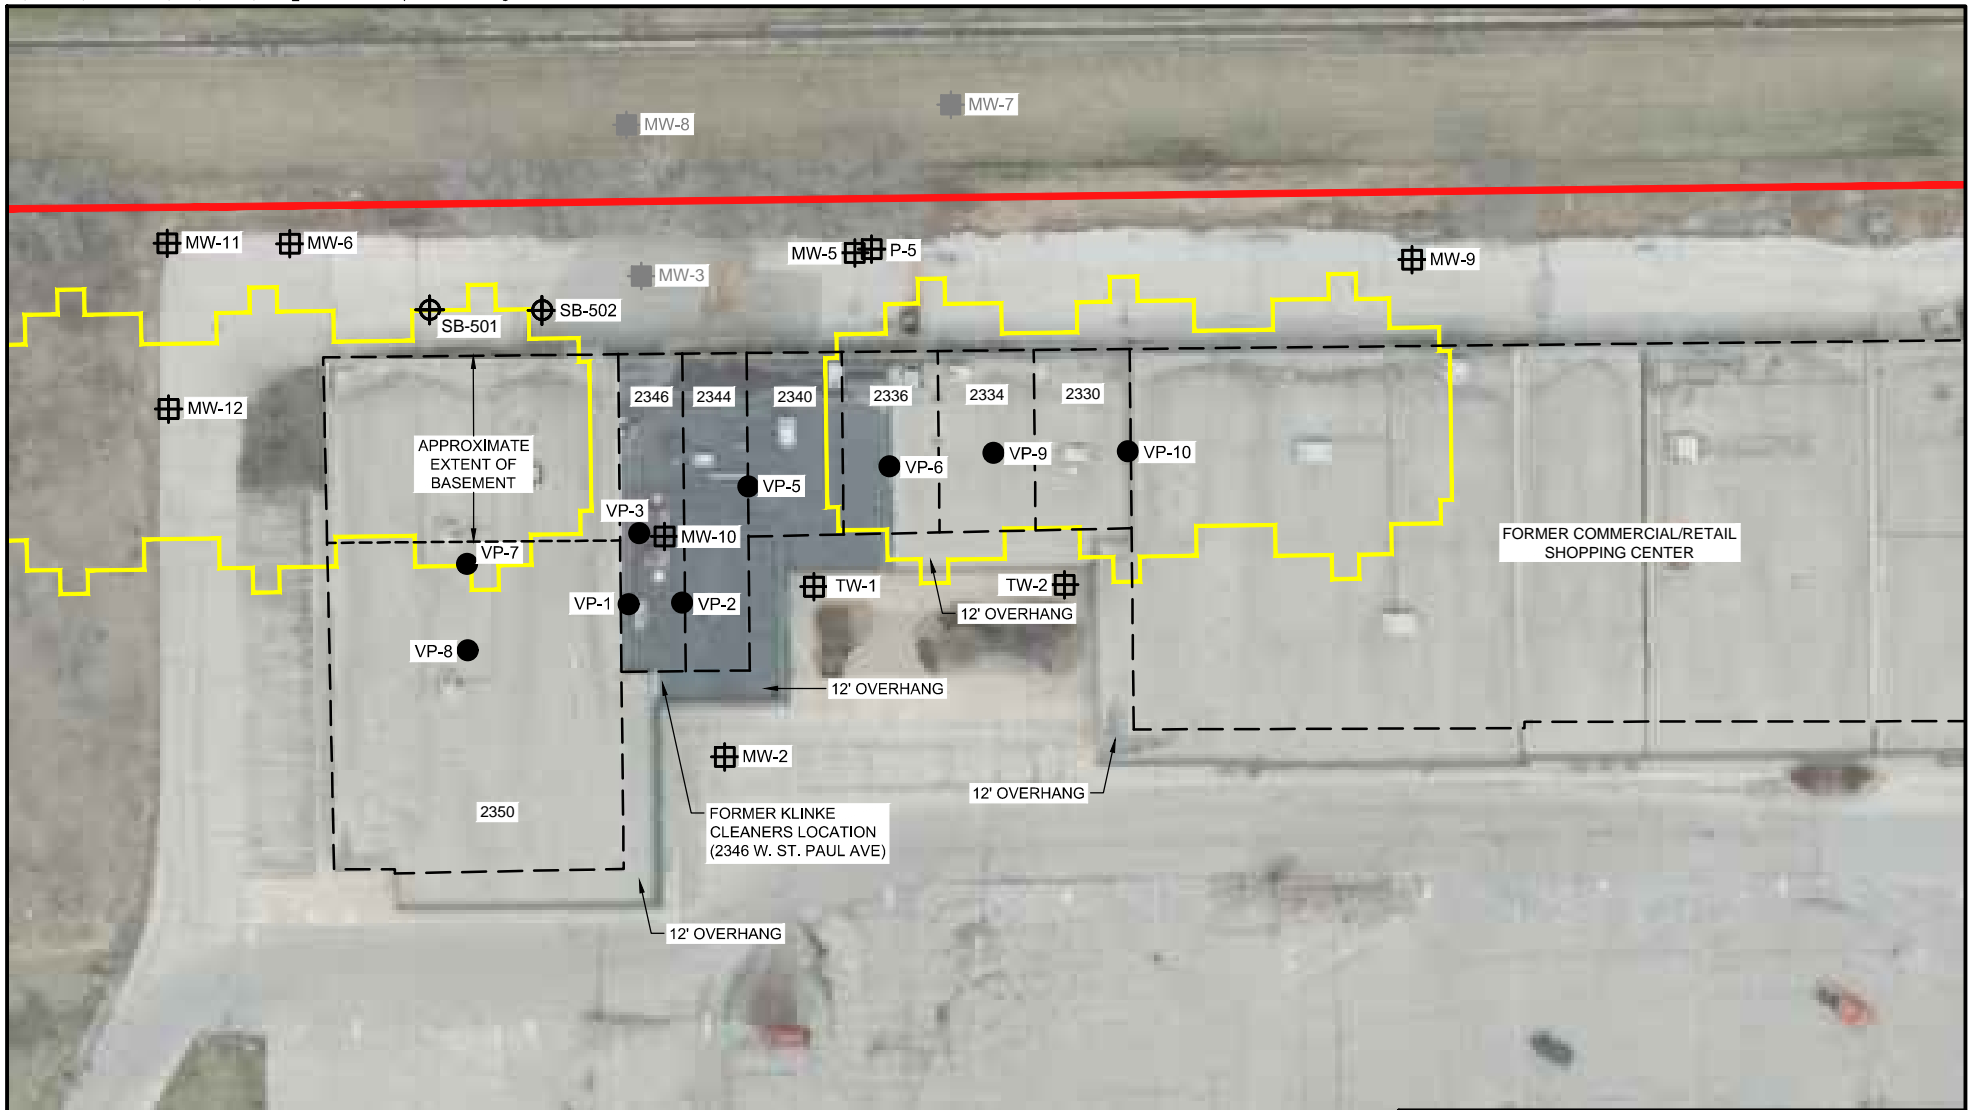 MW-7
MW-8
MW-11
MW-6
MW-5
P-5
MW-9
MW-3
SB-501
SB-502
MW-12
2346
2344
2340
2336
2334
2330
APPROXIMATE
EXTENT OF
BASEMENT
VP-6
VP-9
VP-10
VP-5
VP-3
MW-10
FORMER COMMERCIAL/RETAIL
SHOPPING CENTER
VP-7
TW-1
TW-2
VP-1
VP-2
12' OVERHANG
VP-8
12' OVERHANG
MW-2
12' OVERHANG
2350
FORMER KLINKE
CLEANERS LOCATION
(2346 W. ST. PAUL AVE)
12' OVERHANG